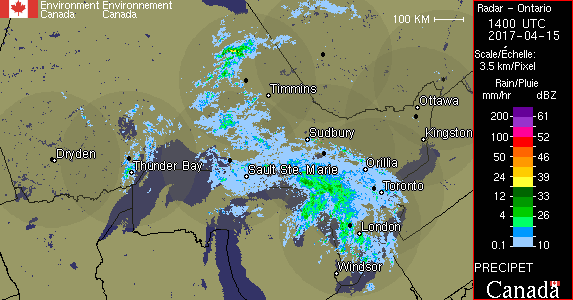 Environment Environnement
Canada Canada
100 KM
Timmins
Ottawa
Sudbury
Kingston
Dryden
Thunder Bay
Sault Ste. Marie
Orillia
Toronto
London
Windsor
Radar - Ontario
1400 UTC
2017-04-15
Scale/Échelle:
3.5 km/Pixel
Rain/Pluie
mm/hr dBZ
200 61
100 52
50 46
24 39
12 33
4 26
0.1 10
PRECIPET
Canada